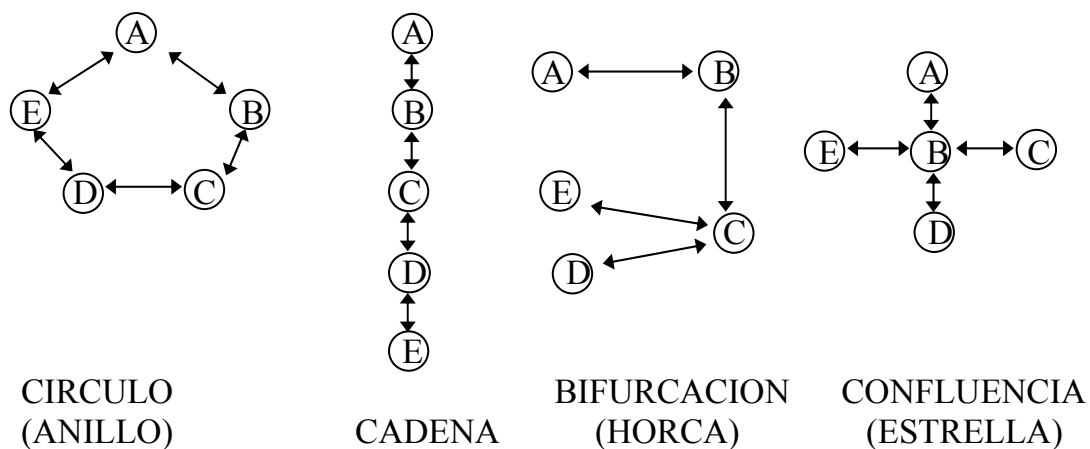 A
E
B
D
C
CIRCULO
(ANILLO)
A
B
C
D
E
CADENA
A
B
E
C
D
BIFURCACION
(HORCA)
A
E
B
C
D
CONFLUENCIA
(ESTRELLA)